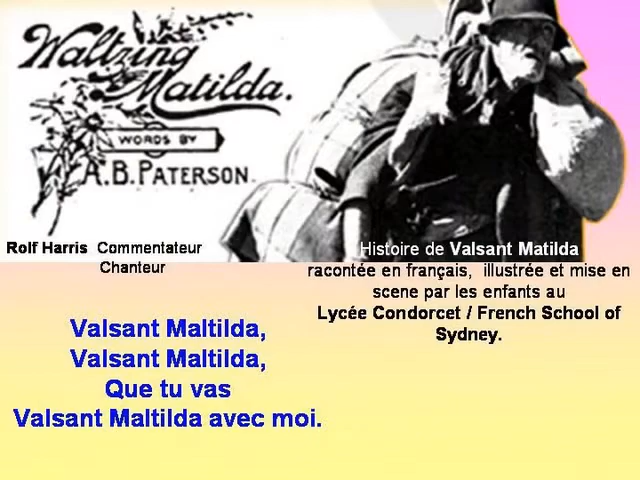 Waltzing
Matilda.
WORDS BY
A.B. PATERSON.
Rolf Harris Commentateur
Chanteur
Histoire de Valsant Matilda
racontée en français, illustrée et mise en
scene par les enfants au
Lycée Condorcet / French School of
Sydney.
Valsant Maltilda,
Valsant Maltilda,
Que tu vas
Valsant Maltilda avec moi.